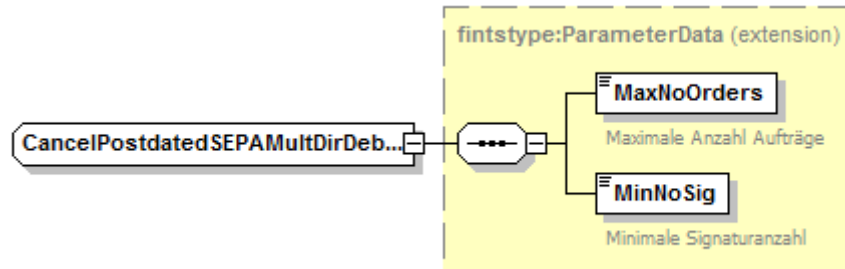 fintstype:ParameterData (extension)
MaxNoOrders
Maximale Anzahl Aufträge
CancelPostdatedSEPAMultDirDeb...
MinNoSig
Minimale Signaturanzahl